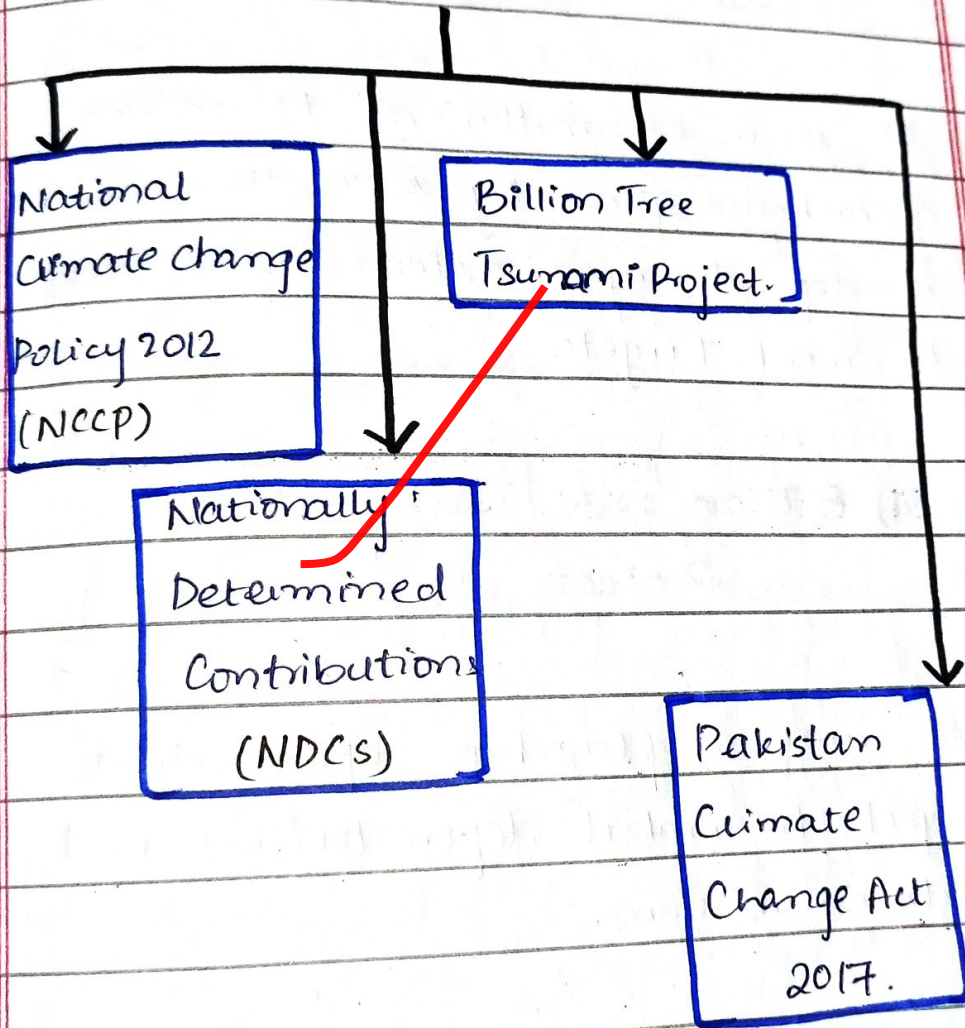 National
Climate Change
Policy 2012
(NCCP)
Billion Tree
Tsunami Project.
Nationally
Determined
Contributions
(NDCs)
Pakistan
Climate
Change Act
2017.